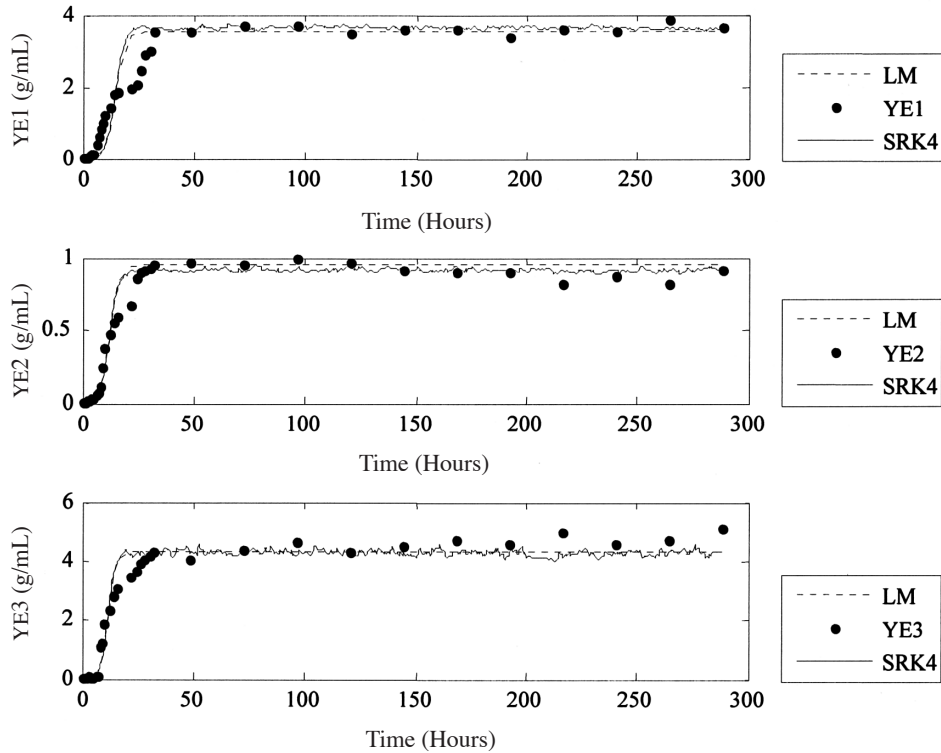 4
2
0
YE1 (g/mL)
0 50 100 150 200 250 300
Time (Hours)
LM
YE1
SRK4
1
0.5
0
YE2 (g/mL)
0 50 100 150 200 250 300
Time (Hours)
LM
YE2
SRK4
6
4
2
0
YE3 (g/mL)
0 50 100 150 200 250 300
Time (Hours)
LM
YE3
SRK4